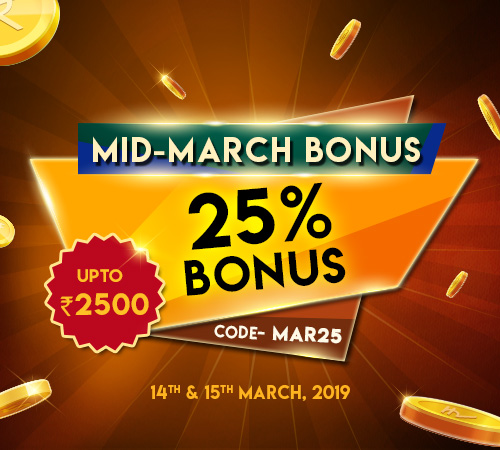 MID-MARCH BONUS
25%
BONUS
UPTO
₹2500
CODE- MAR25
14TH & 15TH MARCH, 2019